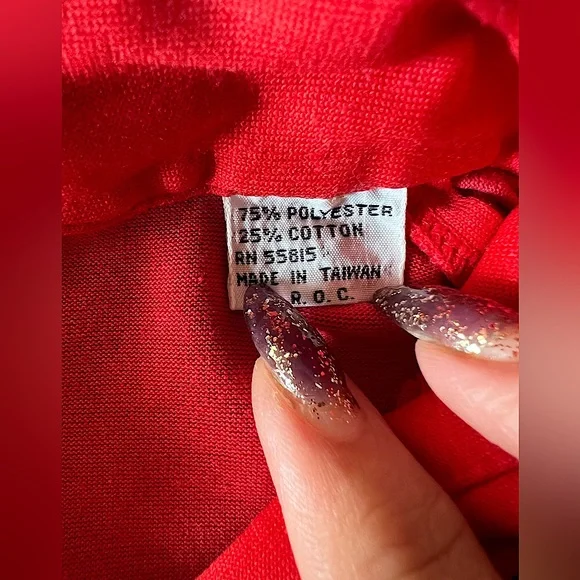 75% POLYESTER
25% COTTON
RN 55815
MADE IN TAIWAN
R. O. C.